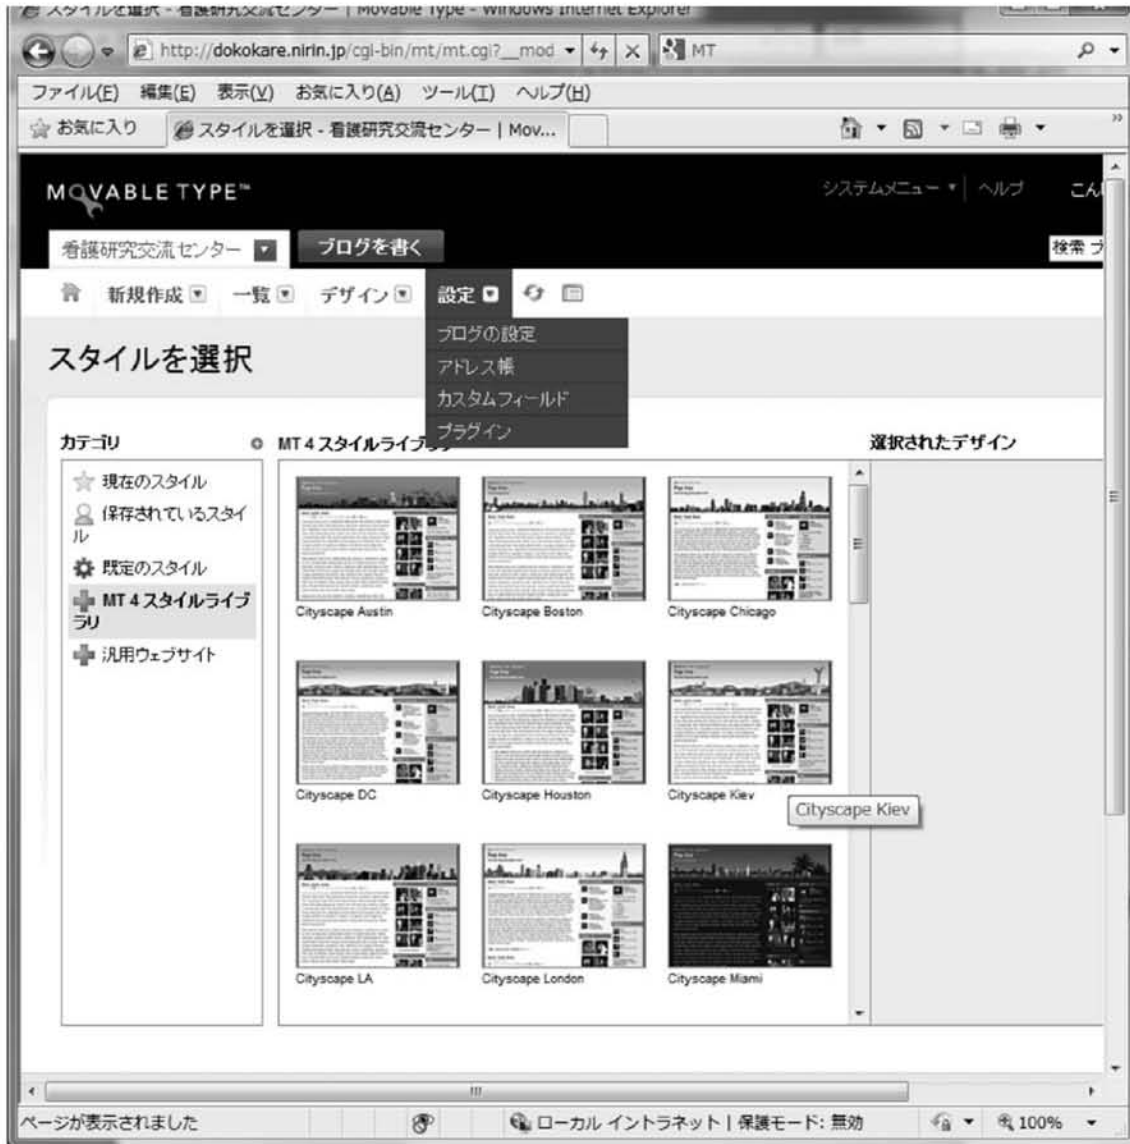 スタイルを選択 - 看護研究交流センター | Movable Type - Windows Internet Explorer
http://dokokare.nirin.jp/cgi-bin/mt/mt.cgi?__mod
MT
ファイル(F) 編集(E) 表示(V) お気に入り(A) ツール(T) ヘルプ(H)
お気に入り
スタイルを選択 - 看護研究交流センター | Mov...
MOVABLE TYPE™
システムメニュー
ヘルプ
看護研究交流センター
ブログを書く
検索
新規作成
一覧
デザイン
設定
ブログの設定
アドレス帳
カスタムフィールド
プラグイン
スタイルを選択
カテゴリ
MT 4 スタイルライブラリ
選択されたデザイン
現在のスタイル
保存されているスタイ
ル
既定のスタイル
MT 4 スタイルライブ
ラリ
汎用ウェブサイト
Cityscape Austin
Cityscape Boston
Cityscape Chicago
Cityscape DC
Cityscape Houston
Cityscape Kiev
Cityscape Kiev
Cityscape LA
Cityscape London
Cityscape Miami
ページが表示されました
ローカル イントラネット | 保護モード: 無効
100%